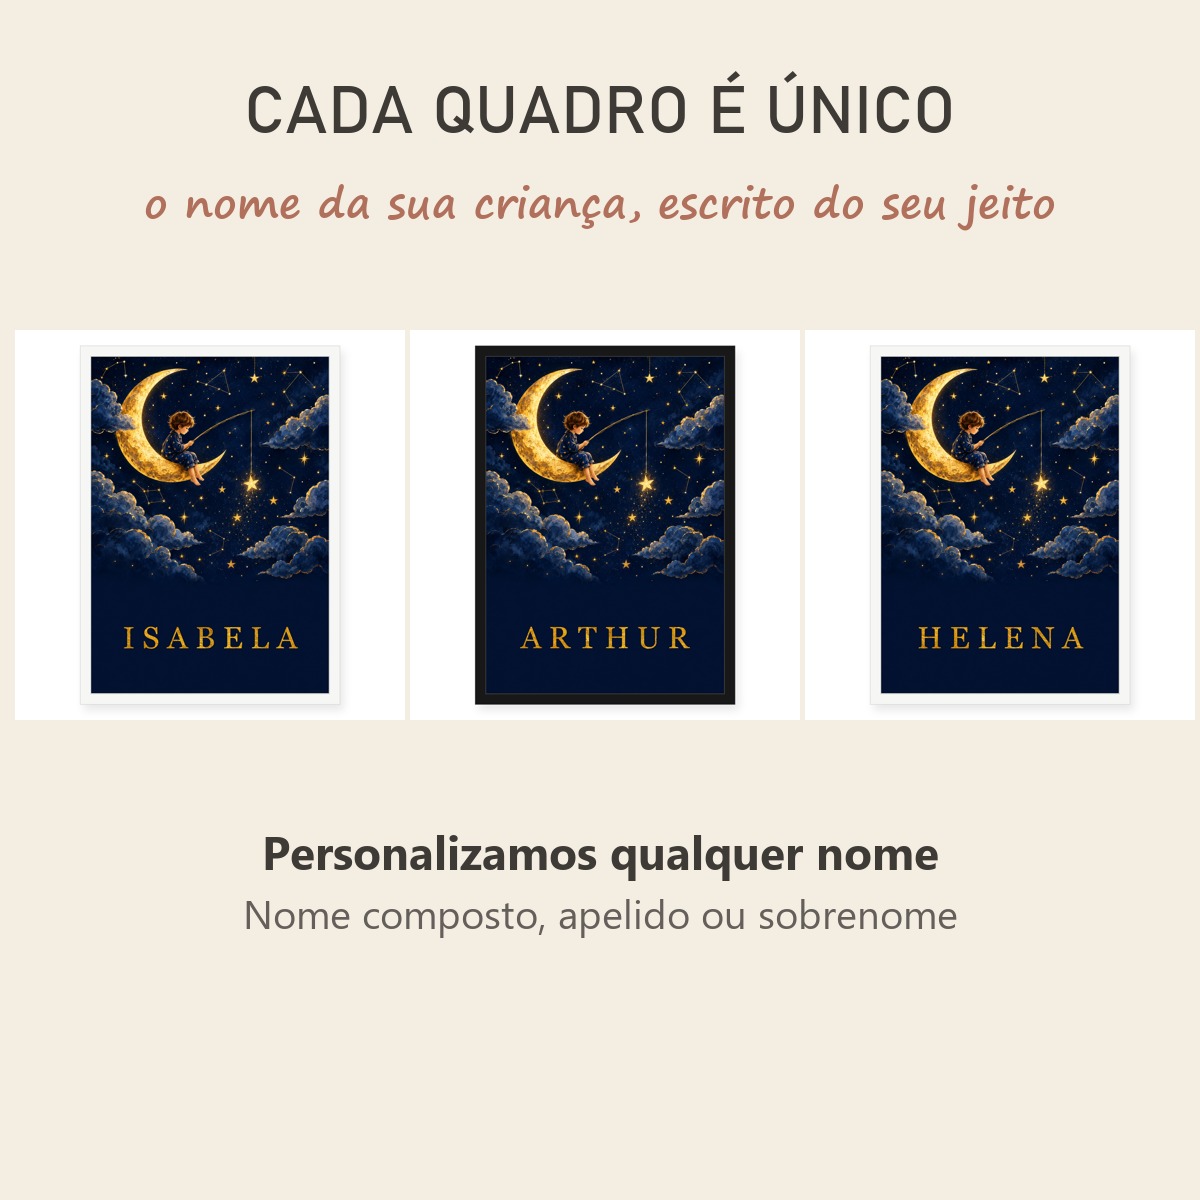 CADA QUADRO É ÚNICO
o nome da sua criança, escrito do seu jeito
ISABELA
ARTHUR
HELENA
Personalizamos qualquer nome
Nome composto, apelido ou sobrenome